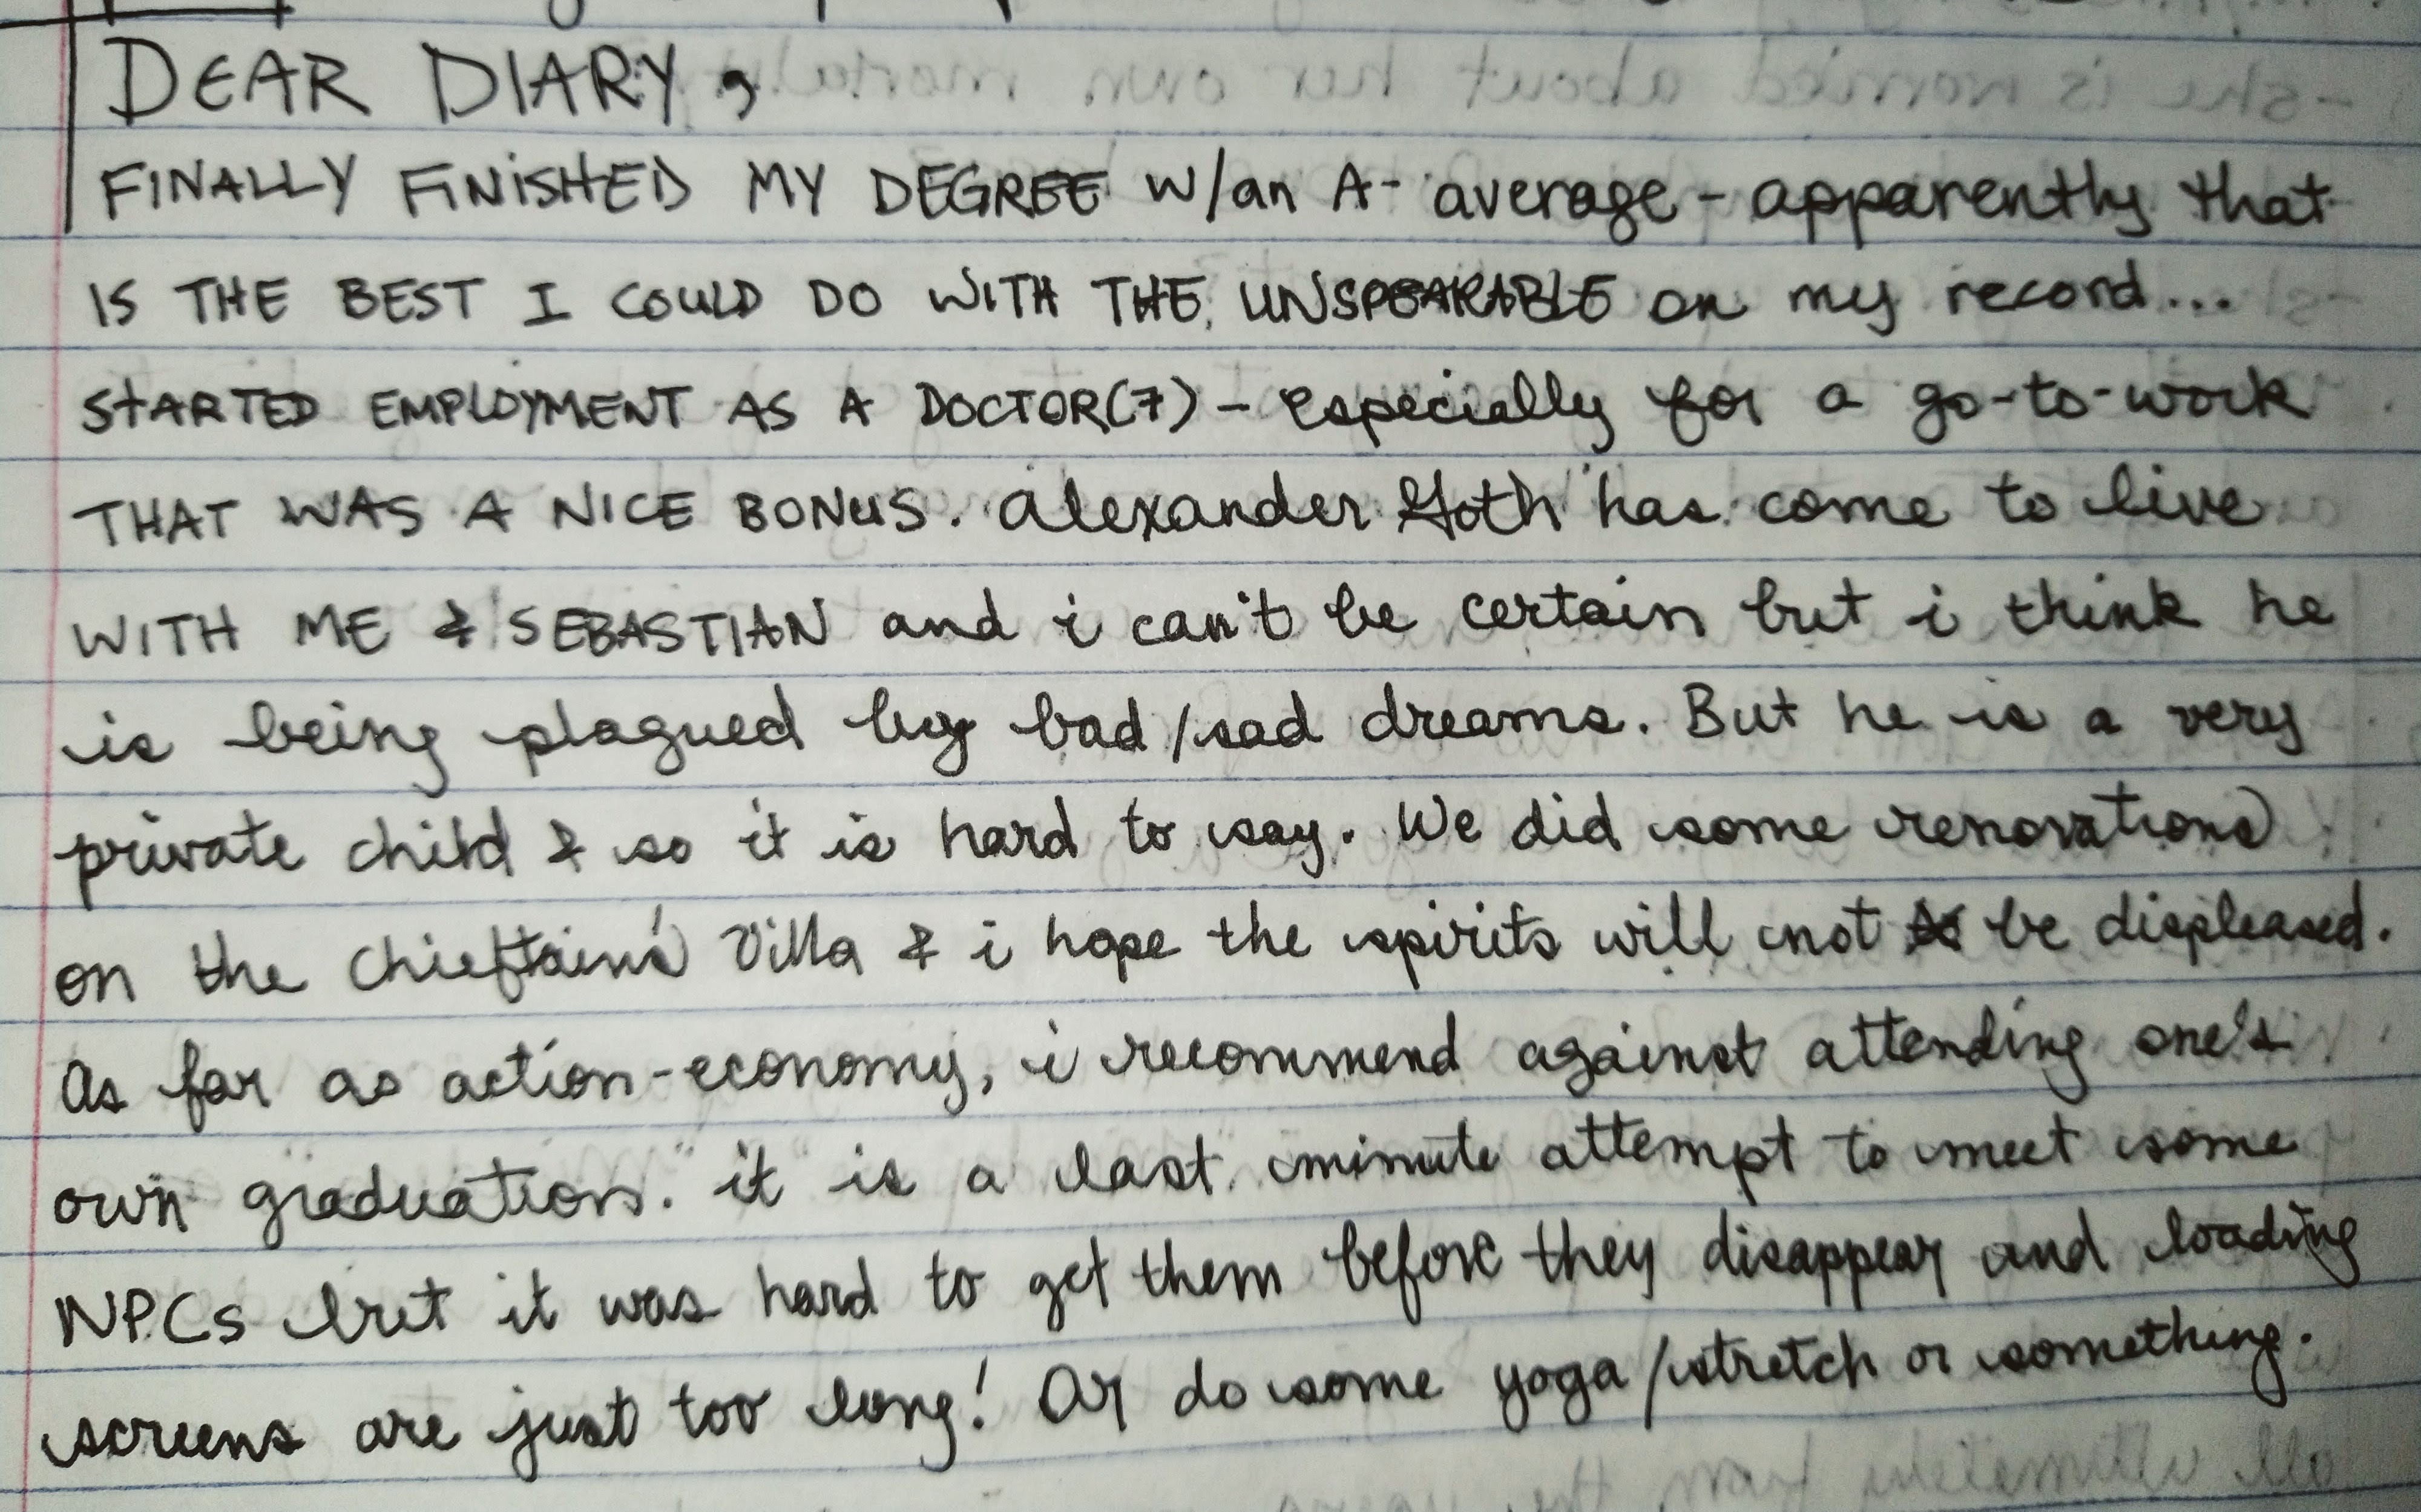 DEAR DIARY,
FINALLY FINISHED MY DEGREE w/an A- average - apparently that
IS THE BEST I COULD DO WITH THE UNSPEAKABLE on my record...
STARTED EMPLOYMENT AS A DOCTOR(7) - especially for a go-to-work
THAT WAS A NICE BONUS. Alexander Goth has come to live
WITH ME & SEBASTIAN and i can't be certain but i think he
is being plagued by bad/sad dreams. But he is a very
private child & so it is hard to say. We did some renovations
on the chieftain's Villa & i hope the spirits will not be displeased.
As far as action-economy, i recommend against attending one's
own graduation. it is a last minute attempt to meet some
NPCs but it was hard to get them before they disappear and loading
screens are just too long! Or do some yoga/stretch or something.